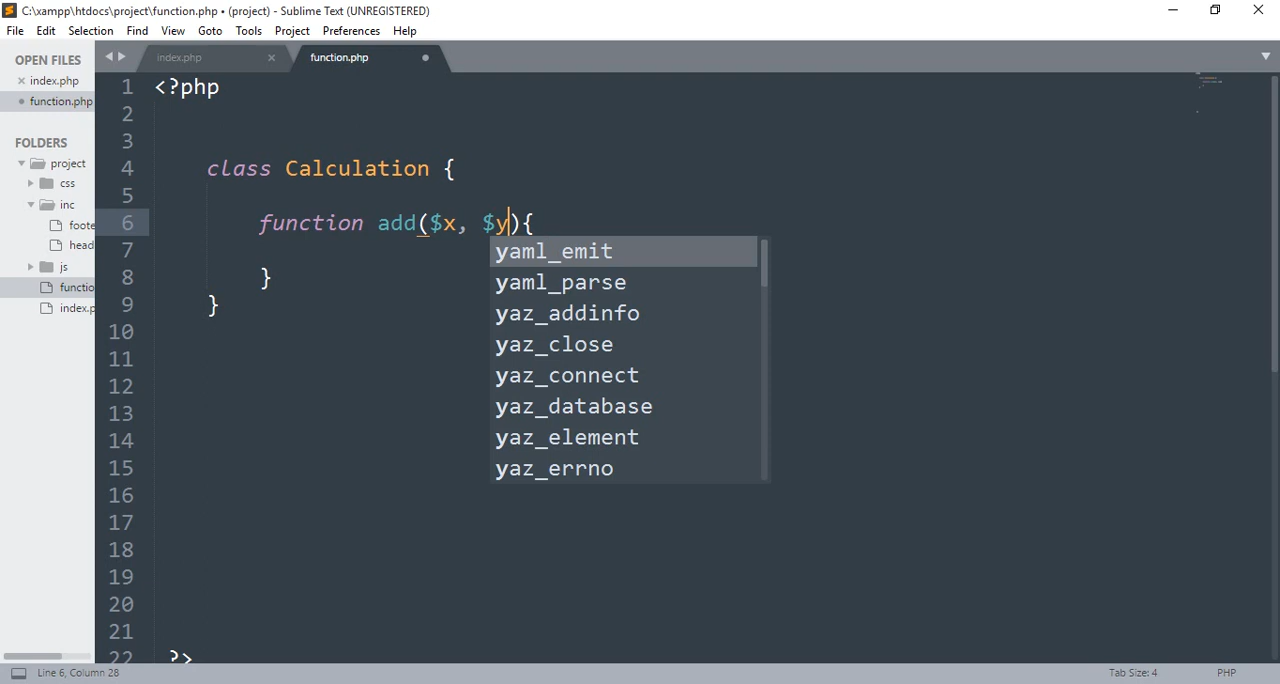 C:\xampp\htdocs\project\function.php • (project) - Sublime Text (UNREGISTERED)
File Edit Selection View Goto Tools Project Preferences Help
OPEN FILES
index.php
function.php
FOLDERS
project
css
inc
foote
head
js
functio
index.p
index.php
function.php
1 <?php
2
3
4 class Calculation {
5
6 function add($x, $y){
7
8 }
9 }
10
11
12
13
14
15
16
17
18
19
20
21
22 ?>
yaml_emit
yaml_parse
yaz_addinfo
yaz_close
yaz_connect
yaz_database
yaz_element
yaz_errno
Line 6, Column 28
Tab Size: 4
PHP